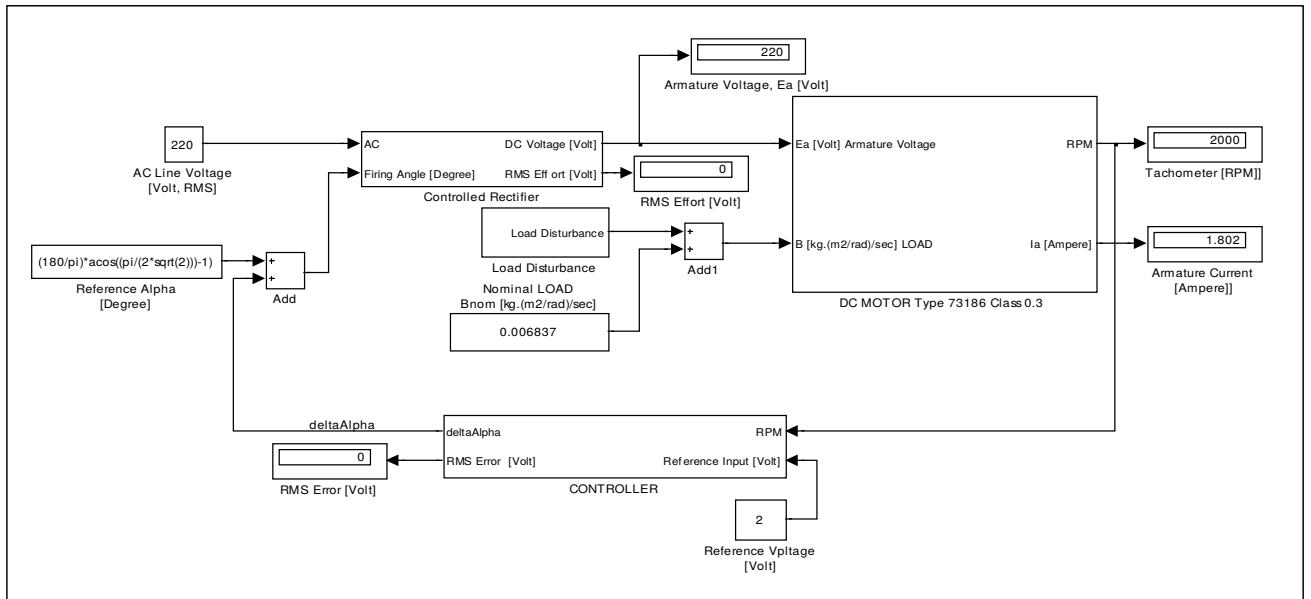 220
Armature Voltage, Ea [Volt]
220
AC Line Voltage
[Volt, RMS]
AC
Firing Angle [Degree]
DC Voltage [Volt]
RMS Eff ort [Volt]
Controlled Rectifier
0
RMS Effort [Volt]
Ea [Volt] Armature Voltage
B [kg.(m2/rad)/sec] LOAD
RPM
Ia [Ampere]
DC MOTOR Type 73186 Class 0.3
2000
Tachometer [RPM]]
1.802
Armature Current
[Ampere]]
Load Disturbance
Load Disturbance
+
+
Add1
(180/pi)*acos((pi/(2*sqrt(2)))-1)
Reference Alpha
[Degree]
+
+
Add
Nominal LOAD
Bnom [kg.(m2/rad)/sec]
0.006837
deltaAlpha
deltaAlpha
RMS Error [Volt]
RPM
Reference Input [Volt]
CONTROLLER
0
RMS Error [Volt]
2
Reference Vpltage
[Volt]